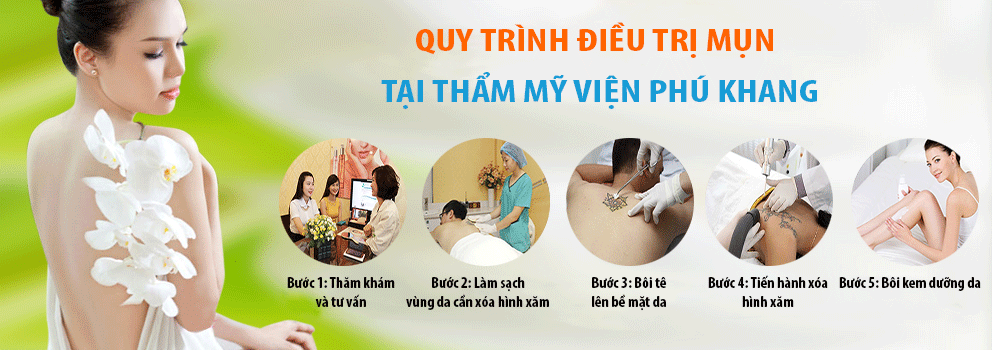 QUY TRÌNH ĐIỀU TRỊ MỤN
TẠI THẨM MỸ VIỆN PHÚ KHANG
Bước 1: Thăm khám
và tư vấn
Bước 2: Làm sạch
vùng da cần xóa hình xăm
Bước 3: Bôi tê
lên bề mặt da
Bước 4: Tiến hành xóa
hình xăm
Bước 5: Bôi kem dưỡng da